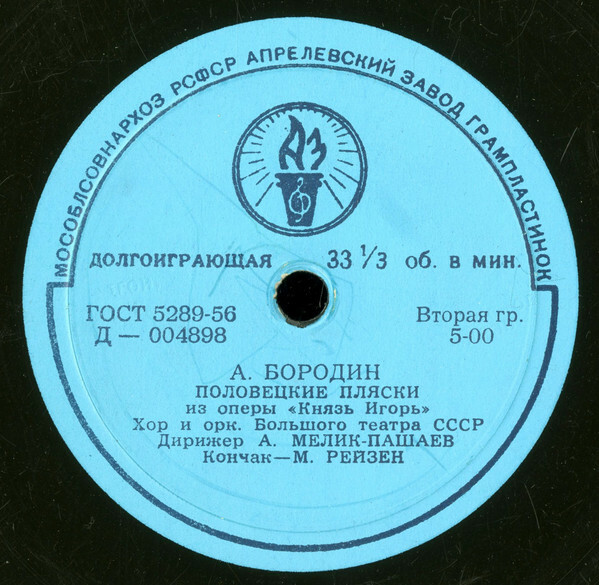 МОСОБЛСОВНАРХОЗ РСФСР АПРЕЛЕВСКИЙ ЗАВОД ГРАМПЛАСТИНОК
АЗ
ДОЛГОИГРАЮЩАЯ 33 1/3 об. в мин.
ГОСТ 5289-56 Вторая гр.
Д — 004898 5-00
А. БОРОДИН
ПОЛОВЕЦКИЕ ПЛЯСКИ
из оперы «Князь Игорь»
Хор и орк. Большого театра СССР
Дирижер А. МЕЛИК-ПАШАЕВ
Кончак—М. РЕЙЗЕН